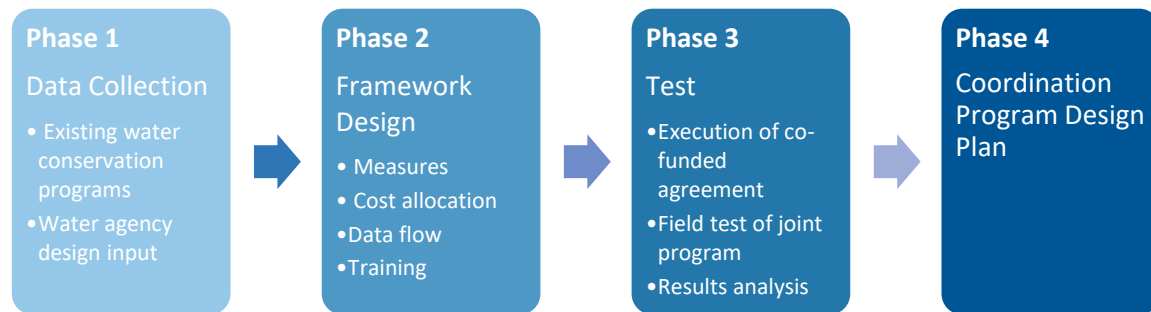 Phase 1
Data Collection
• Existing water
conservation
programs
•Water agency
design input
Phase 2
Framework
Design
• Measures
• Cost allocation
•Data flow
•Training
Phase 3
Test
•Execution of co-
funded
agreement
•Field test of joint
program
•Results analysis
Phase 4
Coordination
Program Design
Plan